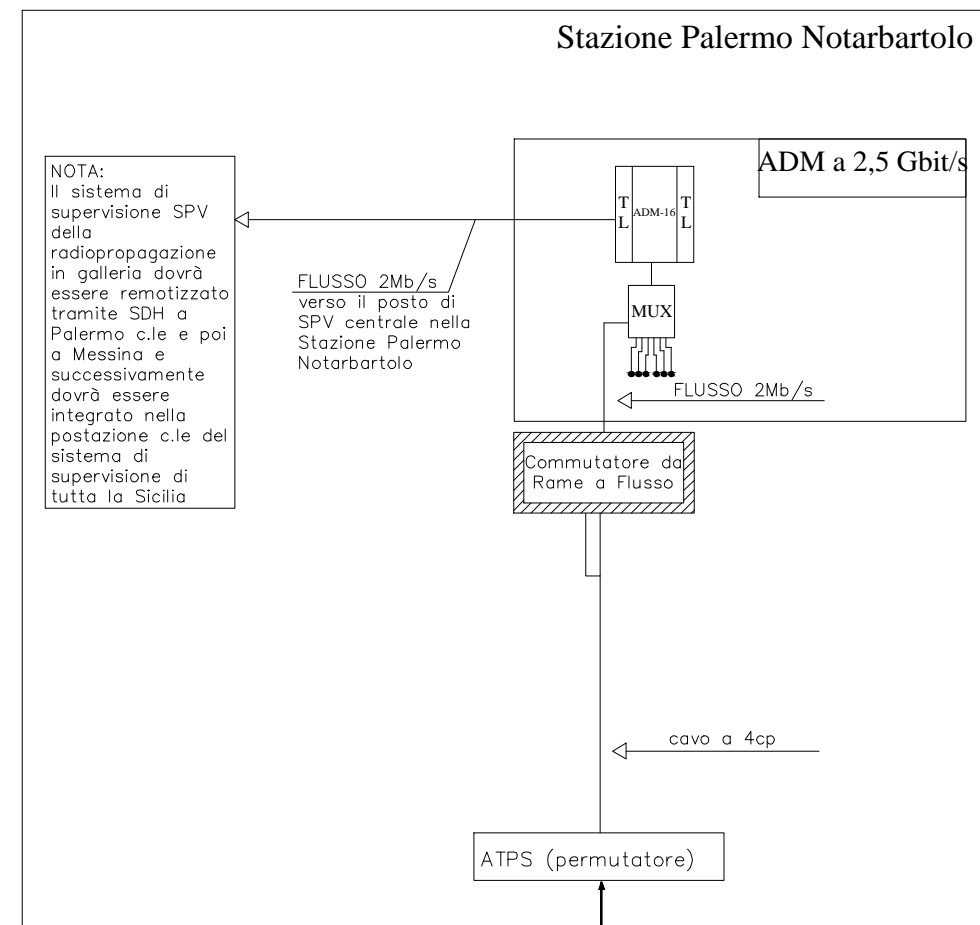 Stazione Palermo Notarbartolo
ADM a 2,5 Gbit/s
NOTA:
Il sistema di
supervisione SPV
della
radiopropagazione
in galleria dovrà
essere remotizzato
tramite SDH a
Palermo c.le e poi
a Messina e
successivamente
dovrà essere
integrato nella
postazione c.le del
sistema di
supervisione di
tutta la Sicilia
TL
ADM-16
TL
FLUSSO 2Mb/s
verso il posto di
SPV centrale nella
Stazione Palermo
Notarbartolo
MUX
FLUSSO 2Mb/s
Commutatore da
Rame a Flusso
cavo a 4cp
ATPS (permutatore)